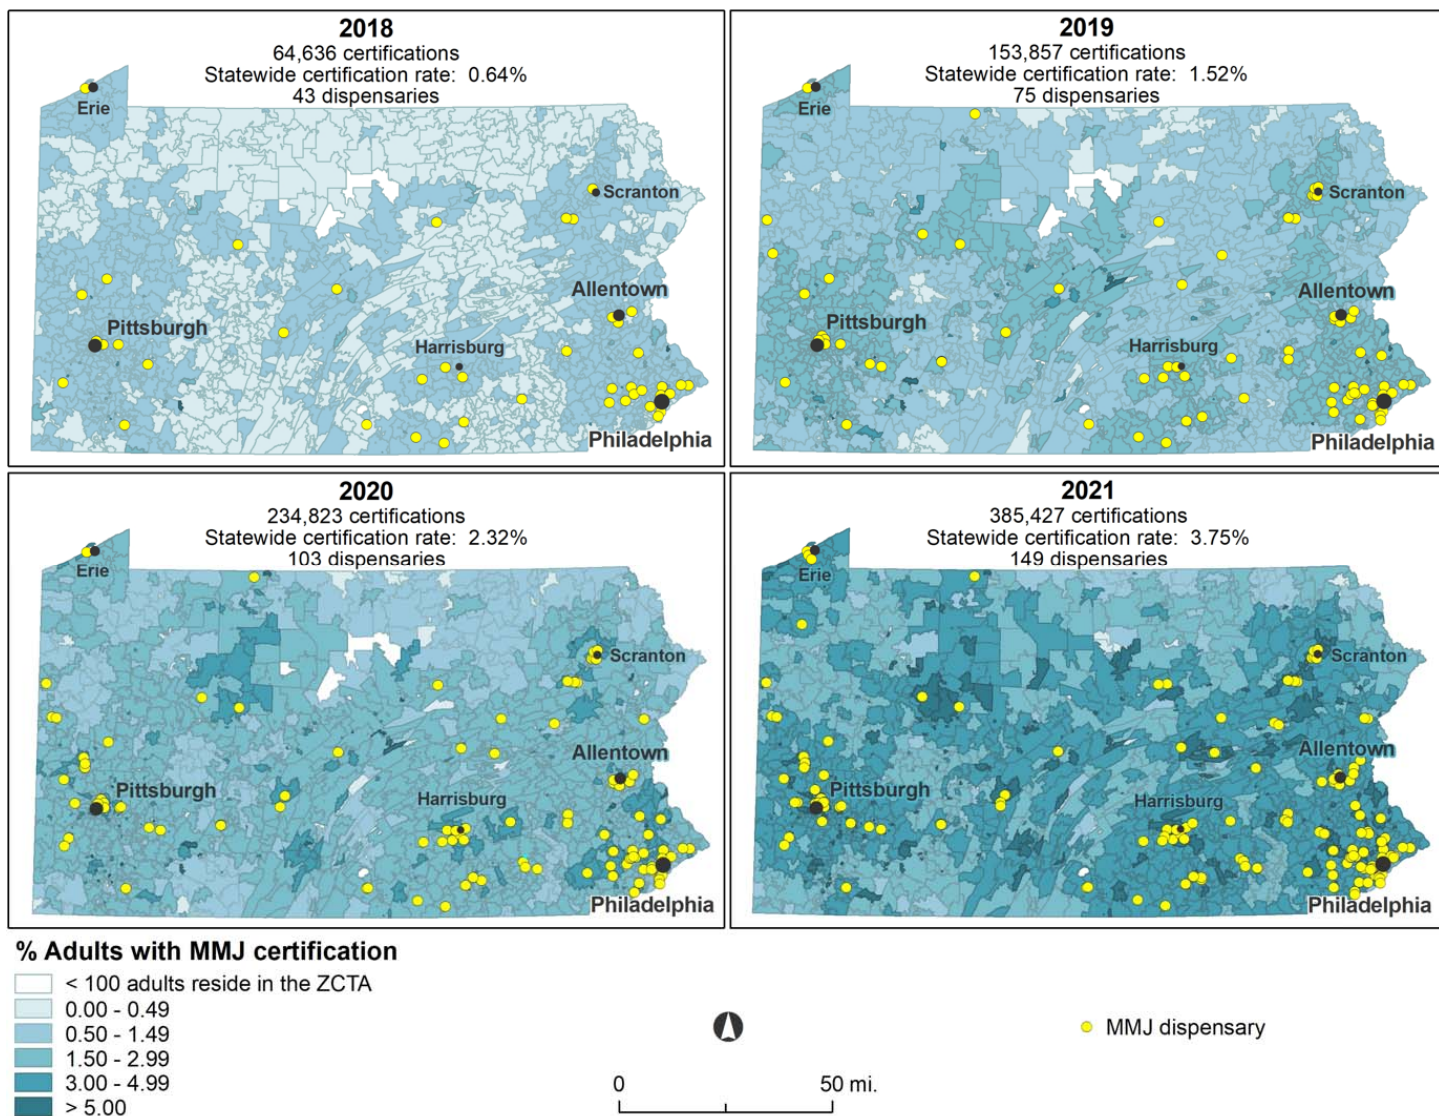 2018
64,636 certifications
Statewide certification rate: 0.64%
43 dispensaries
Erie
Scranton
Allentown
Pittsburgh
Harrisburg
Philadelphia
2019
153,857 certifications
Statewide certification rate: 1.52%
75 dispensaries
Erie
Scranton
Allentown
Pittsburgh
Harrisburg
Philadelphia
2020
234,823 certifications
Statewide certification rate: 2.32%
103 dispensaries
Erie
Scranton
Allentown
Pittsburgh
Harrisburg
Philadelphia
2021
385,427 certifications
Statewide certification rate: 3.75%
149 dispensaries
Erie
Scranton
Allentown
Pittsburgh
Harrisburg
Philadelphia
% Adults with MMJ certification
< 100 adults reside in the ZCTA
0.00 - 0.49
0.50 - 1.49
1.50 - 2.99
3.00 - 4.99
> 5.00
0 50 mi.
MMJ dispensary